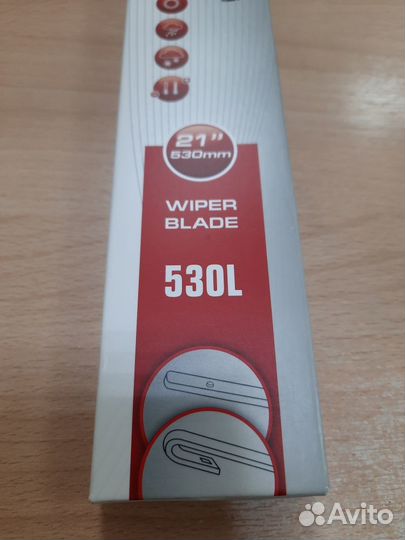 21"
530mm
WIPER
BLADE
530L
Avito